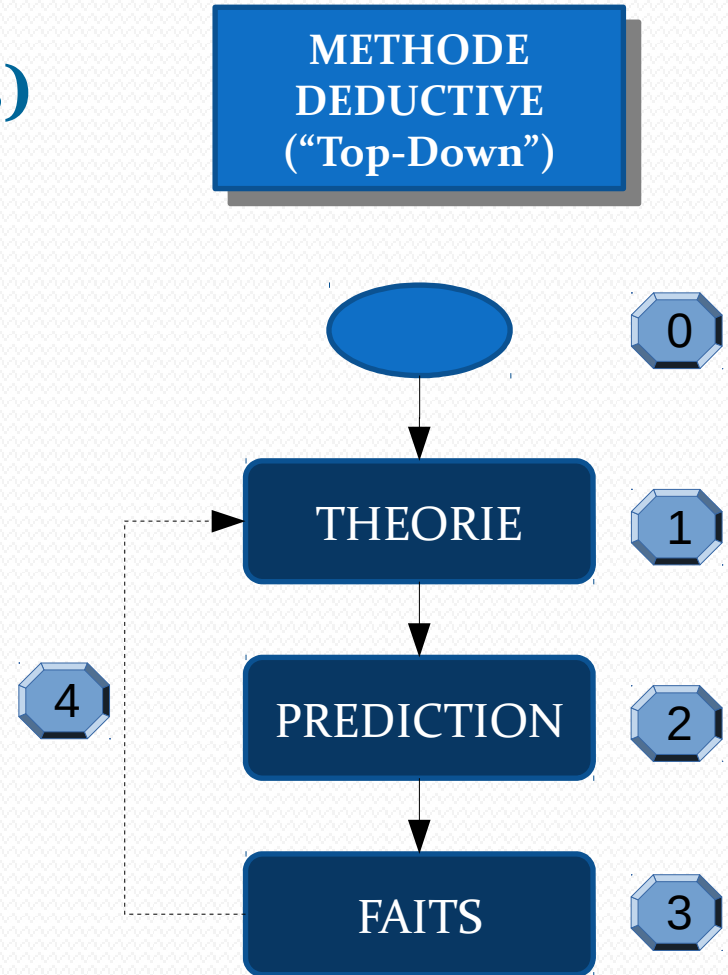 )
METHODE
DEDUCTIVE
(“Top-Down”)
0
THEORIE
1
4
PREDICTION
2
FAITS
3